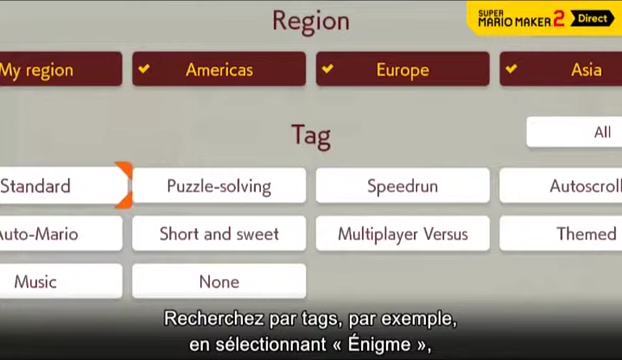 Region
SUPER
MARIO MAKER 2 Direct
My region Americas Europe Asia
Tag
All
Standard Puzzle-solving Speedrun Autoscroll
Auto-Mario Short and sweet Multiplayer Versus Themed
Music None
Recherchez par tags, par exemple,
en sélectionnant « Énigme »,